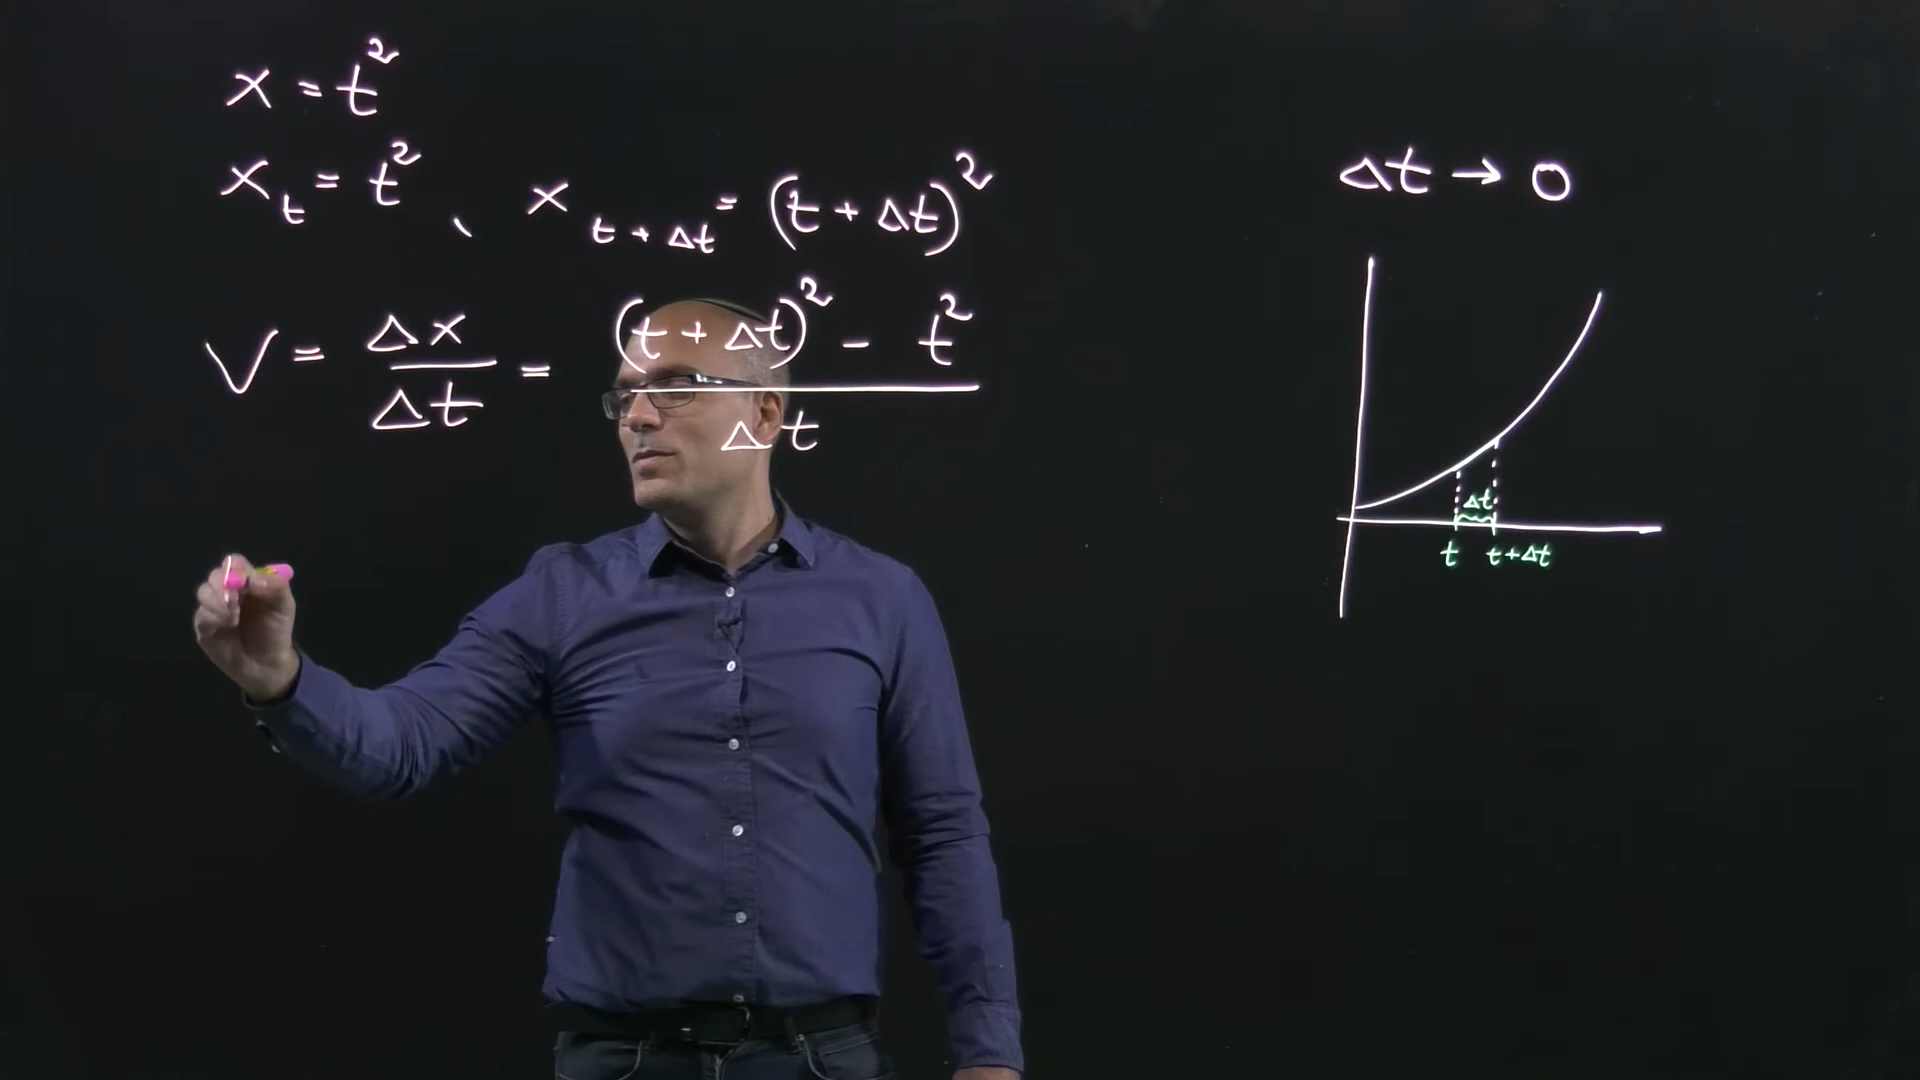 x = t²
x_t = t² , x_{t+Δt} = (t + Δt)²
V = Δx/Δt = ((t + Δt)² - t²)/Δt
Δt → 0
Δt
t t+Δt